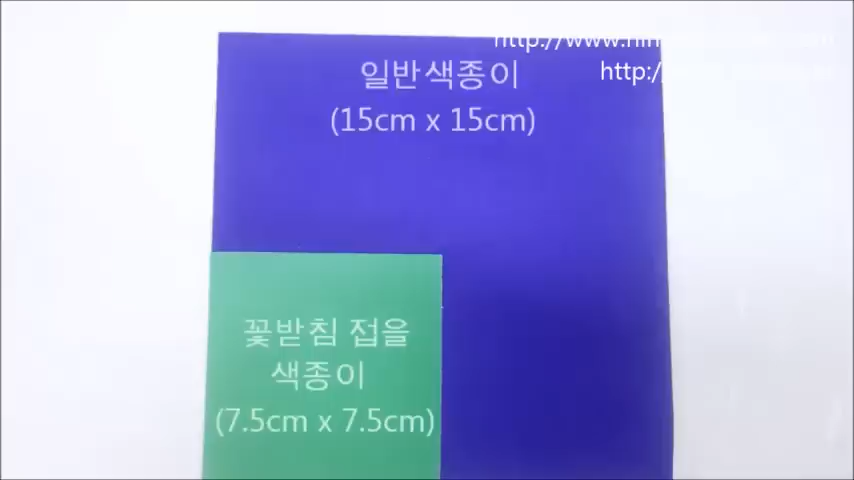 일반색종이
(15cm x 15cm)
꽃받침 접을
색종이
(7.5cm x 7.5cm)